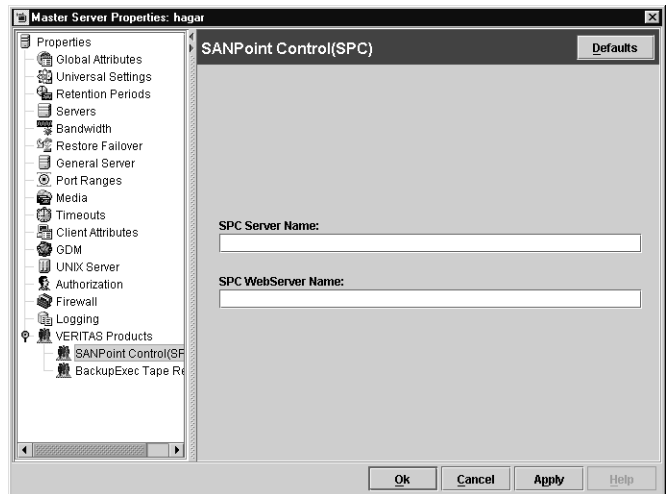 Master Server Properties: hagar
Properties
Global Attributes
Universal Settings
Retention Periods
Servers
Bandwidth
Restore Failover
General Server
Port Ranges
Media
Timeouts
Client Attributes
GDM
UNIX Server
Authorization
Firewall
Logging
VERITAS Products
SANPoint Control(SP
BackupExec Tape Re
SANPoint Control(SPC)
Defaults
SPC Server Name:
SPC WebServer Name:
Ok
Cancel
Apply
Help